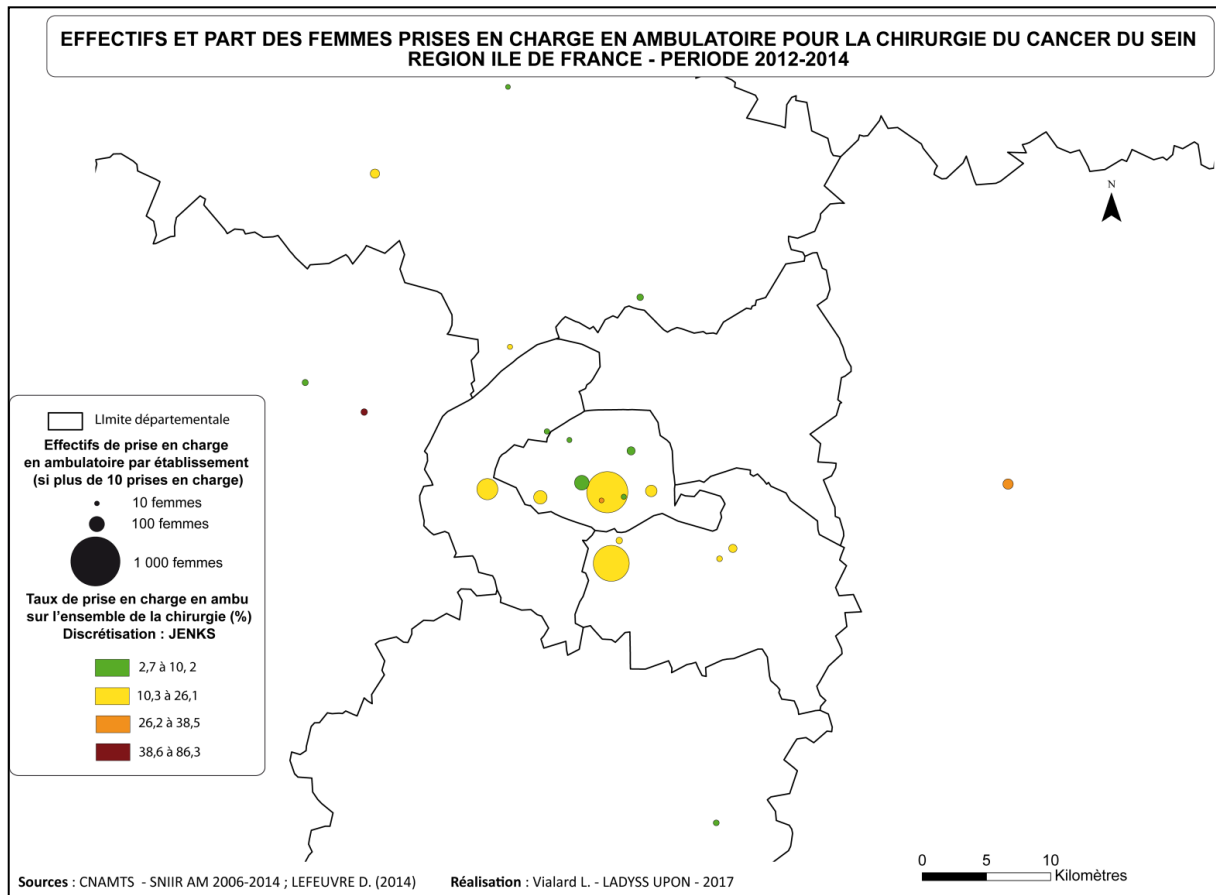 EFFECTIFS ET PART DES FEMMES PRISES EN CHARGE EN AMBULATOIRE POUR LA CHIRURGIE DU CANCER DU SEIN
REGION ILE DE FRANCE - PERIODE 2012-2014
N
LImite départementale
Effectifs de prise en charge
en ambulatoire par établissement
(si plus de 10 prises en charge)
10 femmes
100 femmes
1 000 femmes
Taux de prise en charge en ambu
sur l'ensemble de la chirurgie (%)
Discrétisation : JENKS
2,7 à 10, 2
10,3 à 26,1
26,2 à 38,5
38,6 à 86,3
0 5 10
Kilomètres
Sources : CNAMTS - SNIIR AM 2006-2014 ; LEFEUVRE D. (2014) Réalisation : Vialard L. - LADYSS UPON - 2017